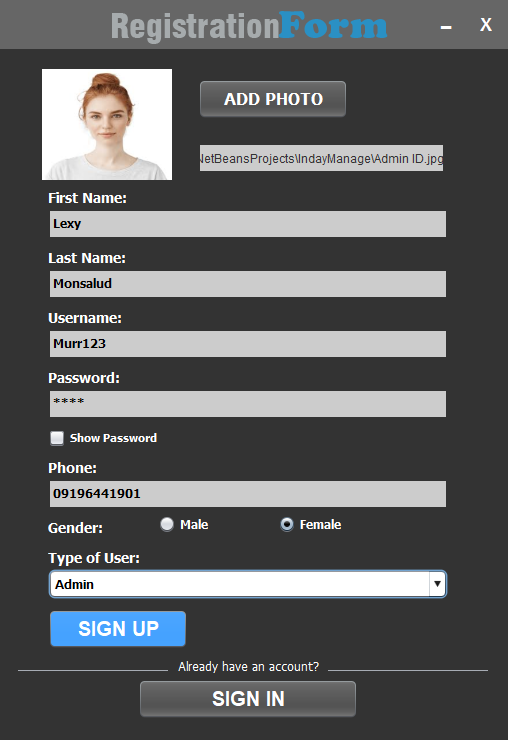 RegistrationForm
– X
ADD PHOTO
NetBeansProjects\IndayManage\Admin ID.jpg
First Name:
Lexy
Last Name:
Monsalud
Username:
Murr123
Password:
****
Show Password
Phone:
09196441901
Gender: Male Female
Type of User:
Admin
SIGN UP
Already have an account?
SIGN IN